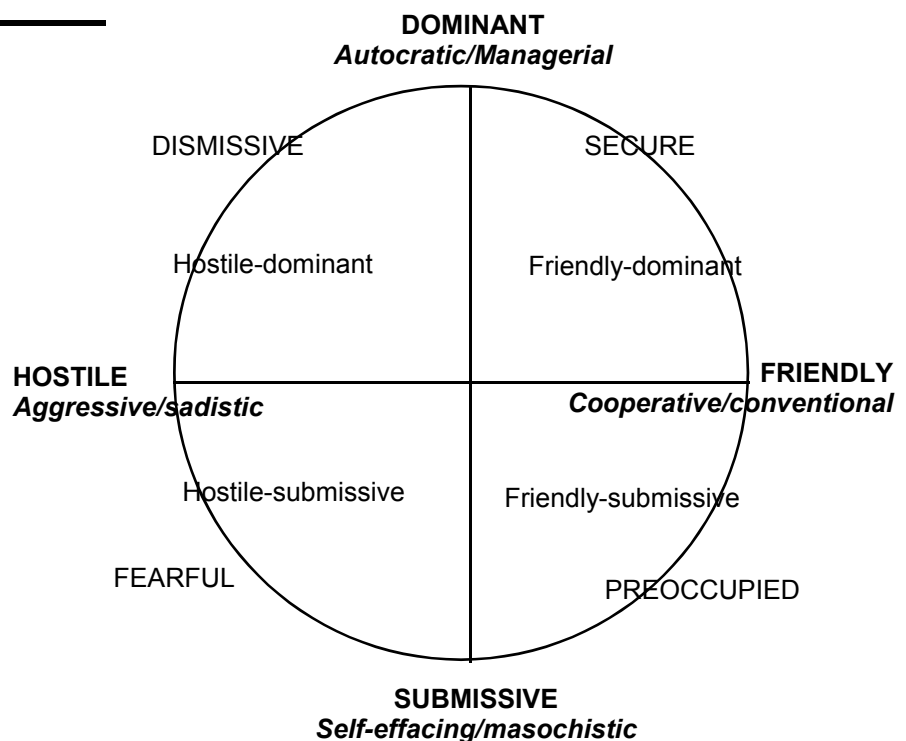 DOMINANT
Autocratic/Managerial
DISMISSIVE
SECURE
Hostile-dominant
Friendly-dominant
HOSTILE
Aggressive/sadistic
FRIENDLY
Cooperative/conventional
Hostile-submissive
Friendly-submissive
FEARFUL
PREOCCUPIED
SUBMISSIVE
Self-effacing/masochistic